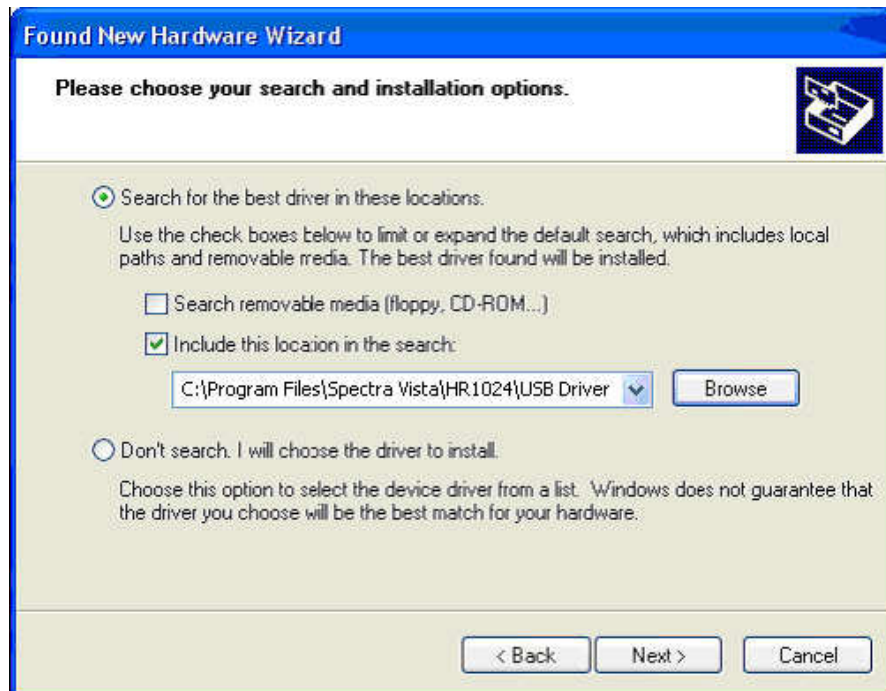 Found New Hardware Wizard
Please choose your search and installation options.
Search for the best driver in these locations.
Use the check boxes below to limit or expand the default search, which includes local
paths and removable media. The best driver found will be installed.
Search removable media (floppy, CD-ROM...)
Include this location in the search:
C:\Program Files\Spectra Vista\HR1024\USB Driver
Browse
Don't search. I will choose the driver to install.
Choose this option to select the device driver from a list. Windows does not guarantee that
the driver you choose will be the best match for your hardware.
< Back
Next >
Cancel